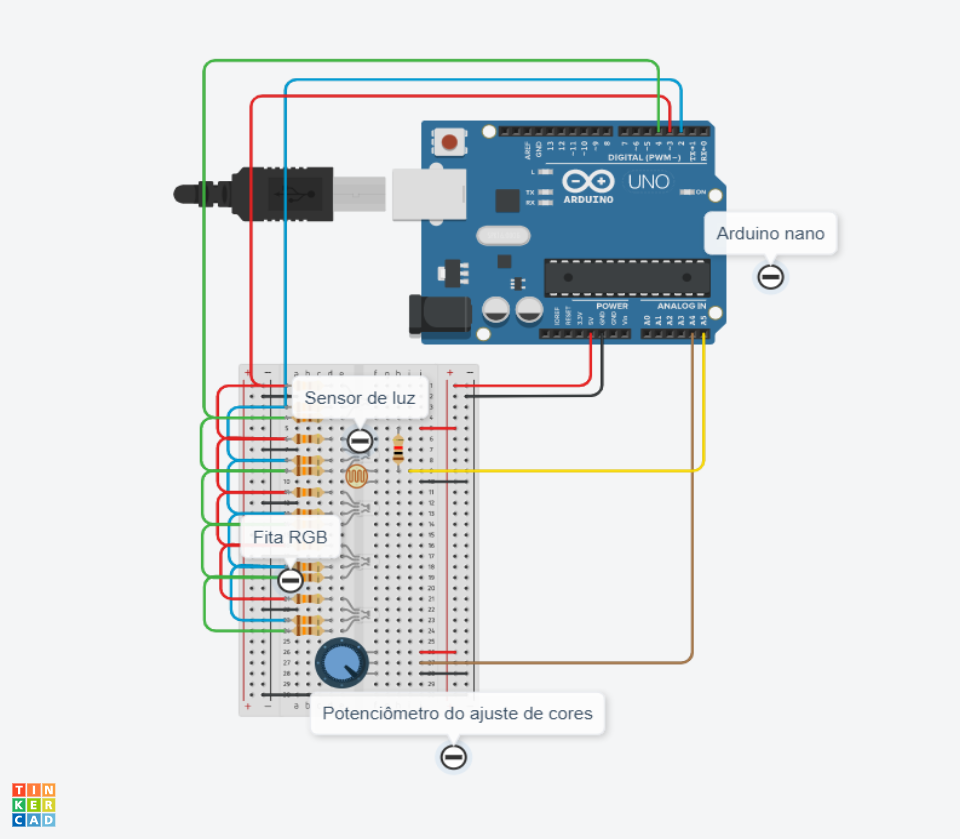 AREF
GND
13
12
~11
~10
~9
8
7
~6
~5
4
~3
2
TX→1
RX←0
DIGITAL (PWM~)
L
TX
RX
ARDUINO
UNO
ON
Arduino nano
POWER
ANALOG IN
IOREF
RESET
3.3V
5V
GND
GND
Vin
A0
A1
A2
A3
A4
A5
Sensor de luz
Fita RGB
Potenciômetro do ajuste de cores
TIN
KER
CAD